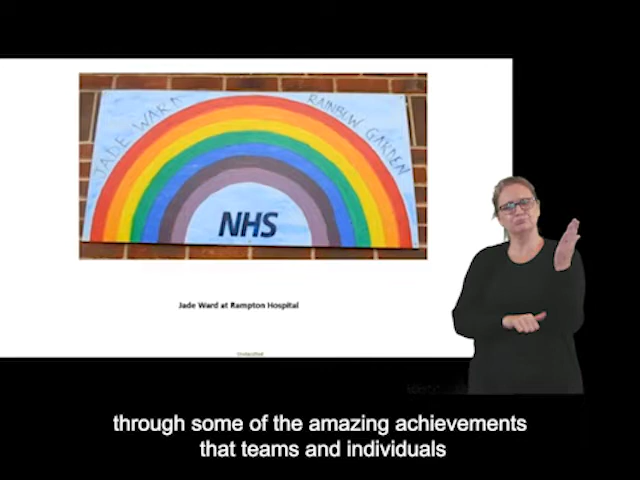 JADE WARD
RAINBOW GARDEN
NHS
Jade Ward at Rampton Hospital
Unclassified
through some of the amazing achievements
that teams and individuals